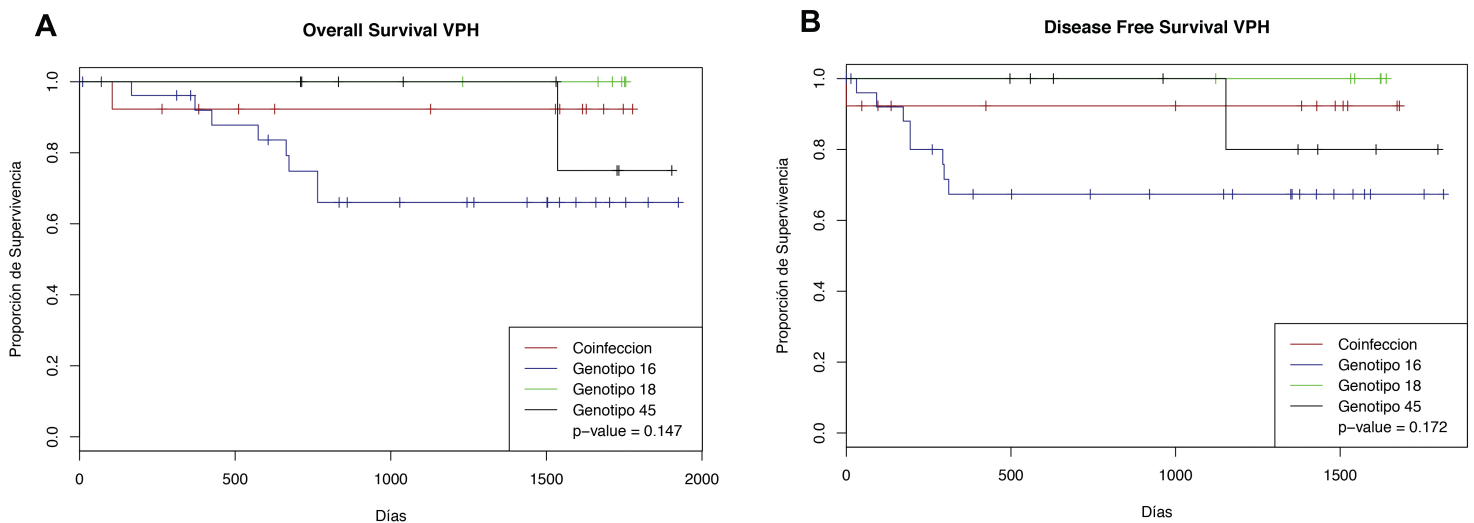 A
Overall Survival VPH
Proporción de Supervivencia
1.0
0.8
0.6
0.4
0.2
0.0
0
500
1000
1500
2000
Días
Coinfeccion
Genotipo 16
Genotipo 18
Genotipo 45
p−value = 0.147
B
Disease Free Survival VPH
Proporción de Supervivencia
1.0
0.8
0.6
0.4
0.2
0.0
0
500
1000
1500
Días
Coinfeccion
Genotipo 16
Genotipo 18
Genotipo 45
p−value = 0.172